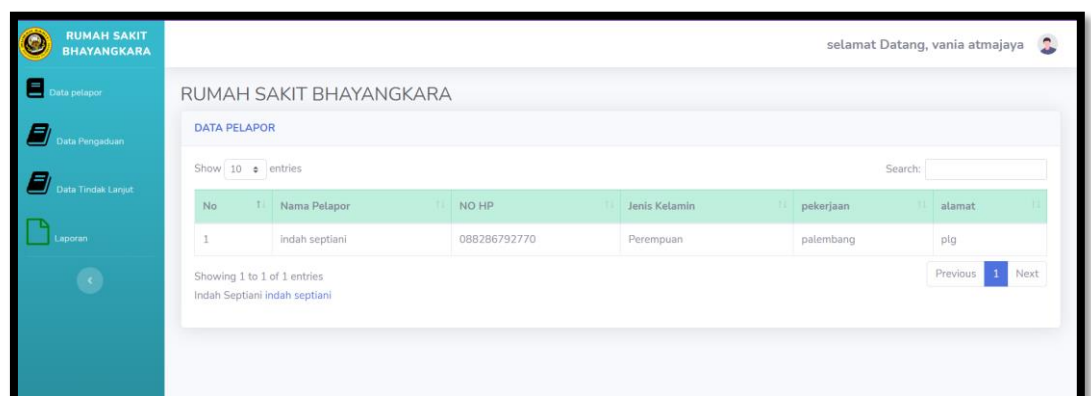 RUMAH SAKIT
BHAYANGKARA
selamat Datang, vania atmajaya
Data pelapor
Data Pengaduan
Data Tindak Lanjut
Laporan
RUMAH SAKIT BHAYANGKARA
DATA PELAPOR
Show 10 entries
Search:
No Nama Pelapor NO HP Jenis Kelamin pekerjaan alamat
1 indah septiani 088286792770 Perempuan palembang plg
Showing 1 to 1 of 1 entries
Previous 1 Next
Indah Septiani indah septiani